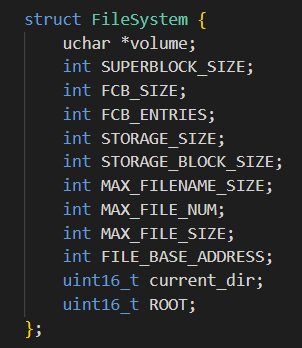 struct FileSystem {
    uchar *volume;
    int SUPERBLOCK_SIZE;
    int FCB_SIZE;
    int FCB_ENTRIES;
    int STORAGE_SIZE;
    int STORAGE_BLOCK_SIZE;
    int MAX_FILENAME_SIZE;
    int MAX_FILE_NUM;
    int MAX_FILE_SIZE;
    int FILE_BASE_ADDRESS;
    uint16_t current_dir;
    uint16_t ROOT;
};